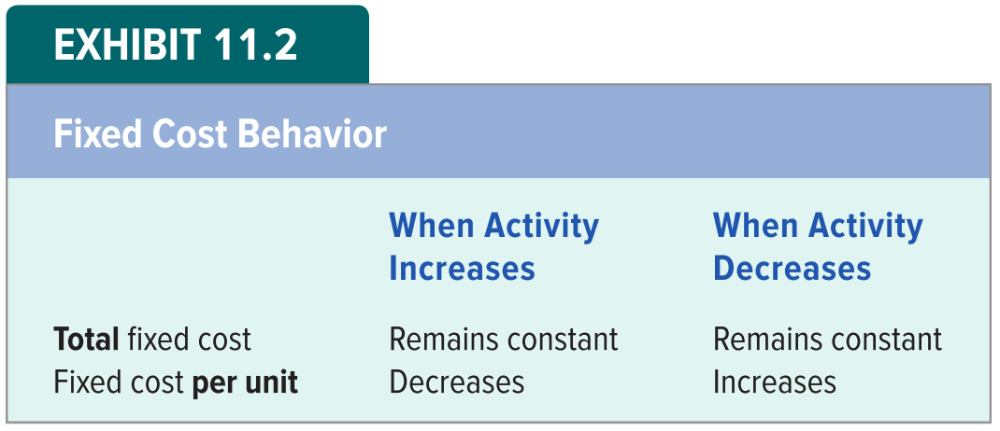 EXHIBIT 11.2
Fixed Cost Behavior
When Activity Increases
When Activity Decreases
Total fixed cost Remains constant Remains constant
Fixed cost per unit Decreases Increases